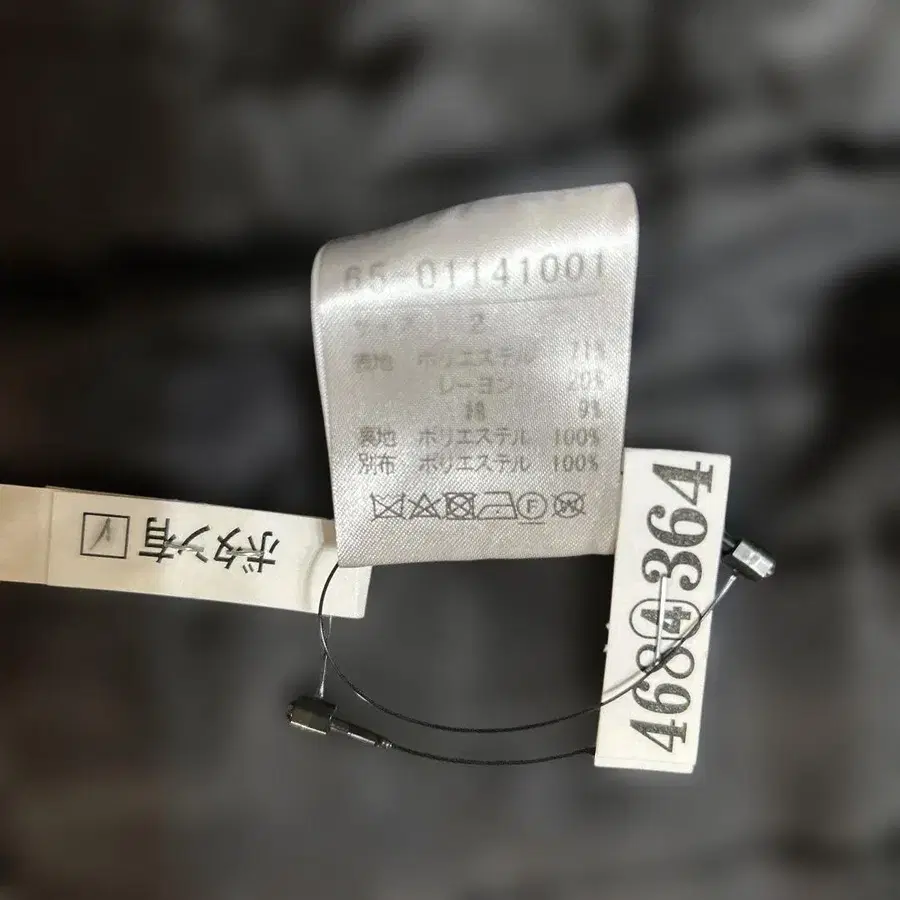 65-01141001
サイズ 2
表地 ポリエステル 71%
レーヨン 20%
綿 9%
裏地 ポリエステル 100%
別布 ポリエステル 100%
F W
ボタン有
4684364